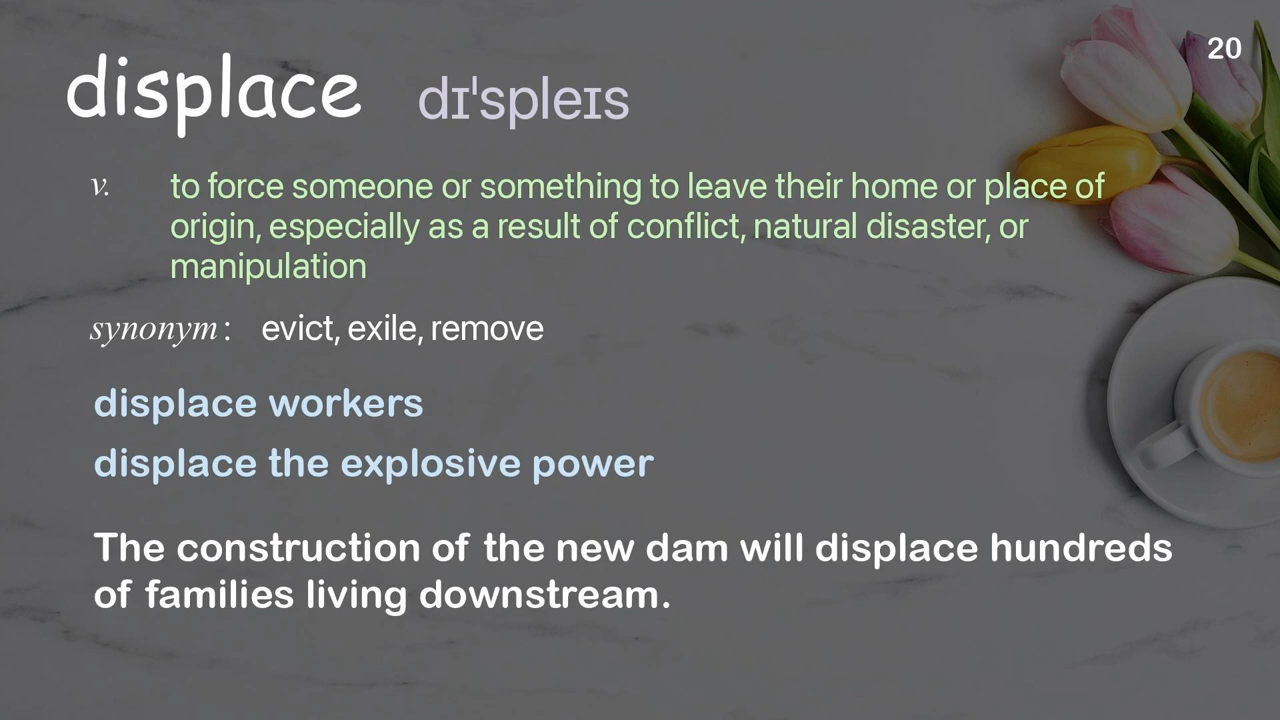 20
displace dɪˈspleɪs
v. to force someone or something to leave their home or place of
origin, especially as a result of conflict, natural disaster, or
manipulation
synonym : evict, exile, remove
displace workers
displace the explosive power
The construction of the new dam will displace hundreds
of families living downstream.